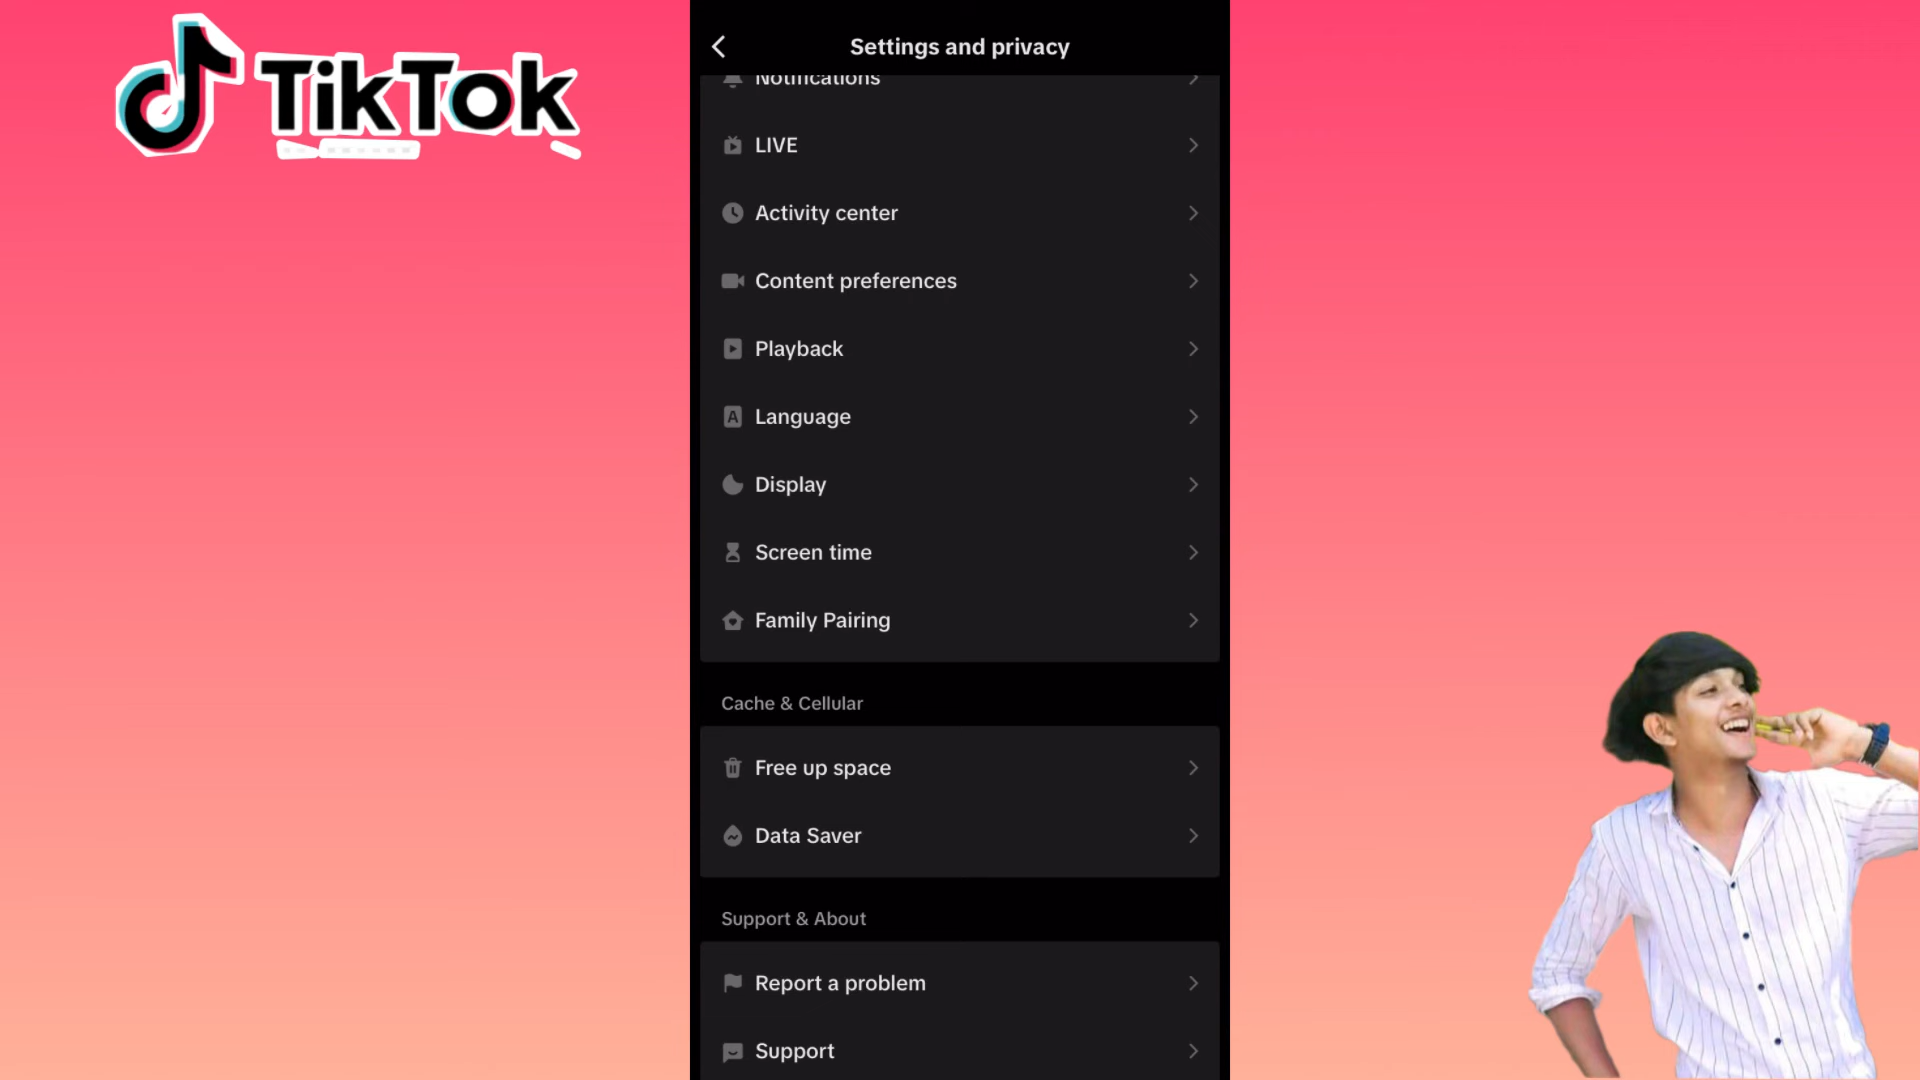 TikTok
Settings and privacy
Notifications
LIVE
Activity center
Content preferences
Playback
Language
Display
Screen time
Family Pairing
Cache & Cellular
Free up space
Data Saver
Support & About
Report a problem
Support